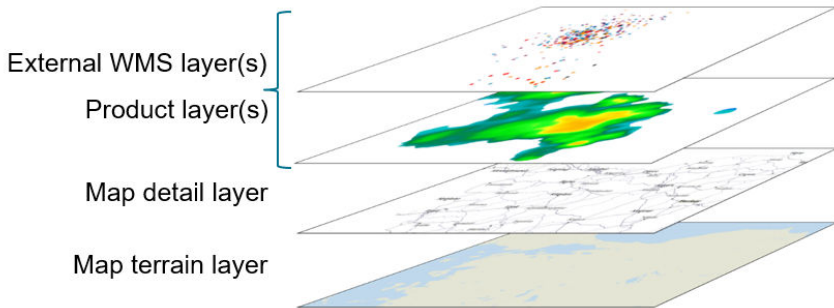 External WMS layer(s)
Product layer(s)
Map detail layer
Map terrain layer